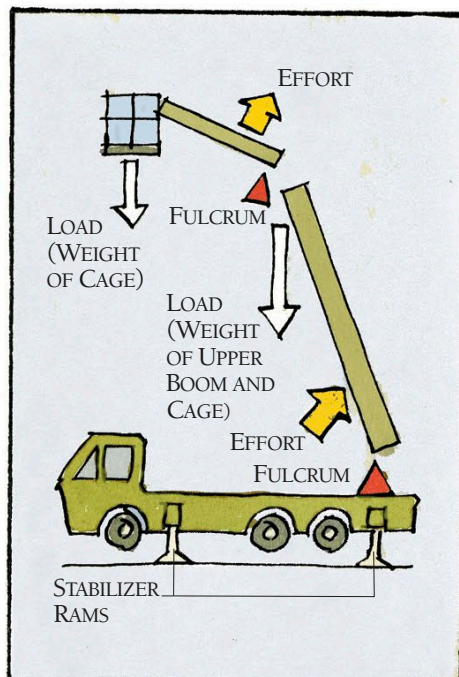 EFFORT
FULCRUM
LOAD
(WEIGHT
OF CAGE)
LOAD
(WEIGHT
OF UPPER
BOOM AND
CAGE)
EFFORT
FULCRUM
STABILIZER
RAMS